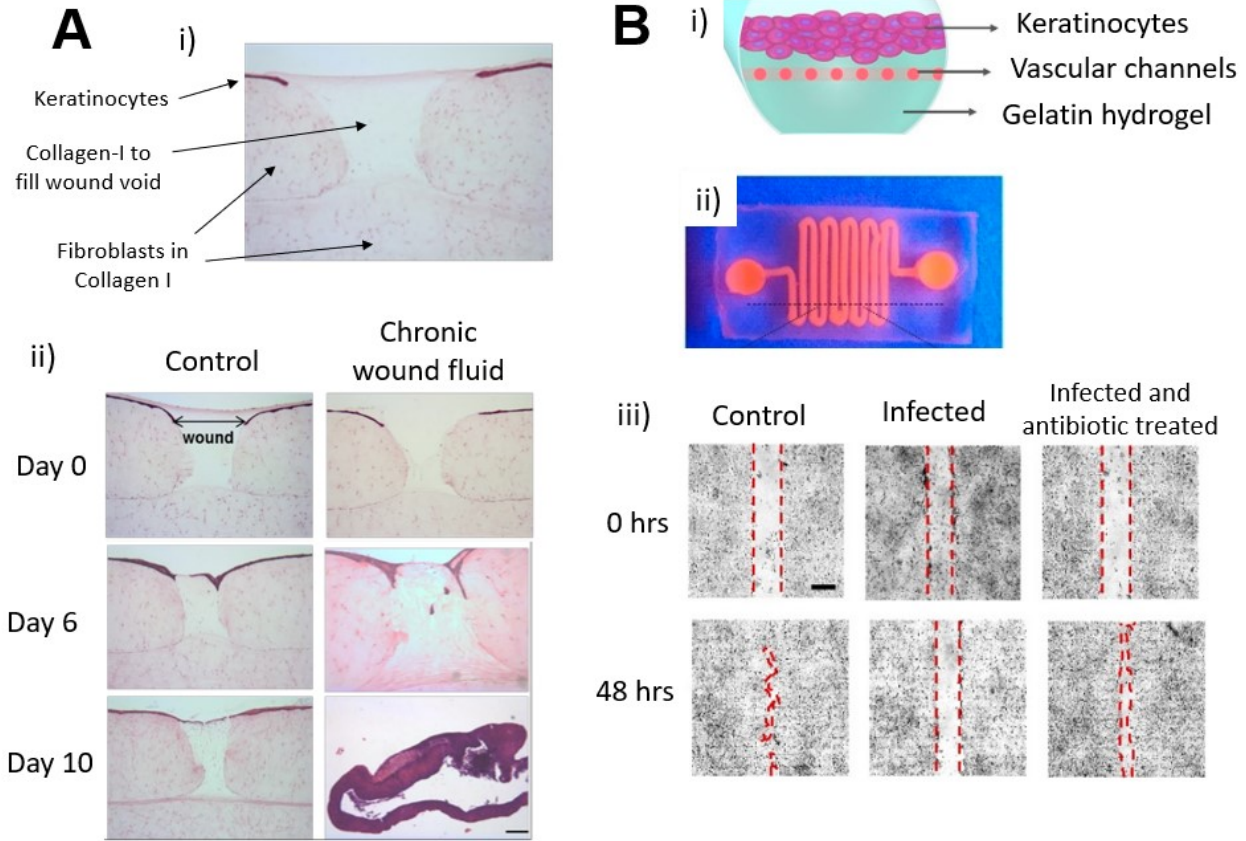 A
i)
Keratinocytes
Collagen-I to
fill wound void
Fibroblasts in
Collagen I
ii)
Control
Chronic
wound fluid
wound
Day 0
Day 6
Day 10
B
i)
Keratinocytes
Vascular channels
Gelatin hydrogel
ii)
iii)
Control
Infected
Infected and
antibiotic treated
0 hrs
48 hrs